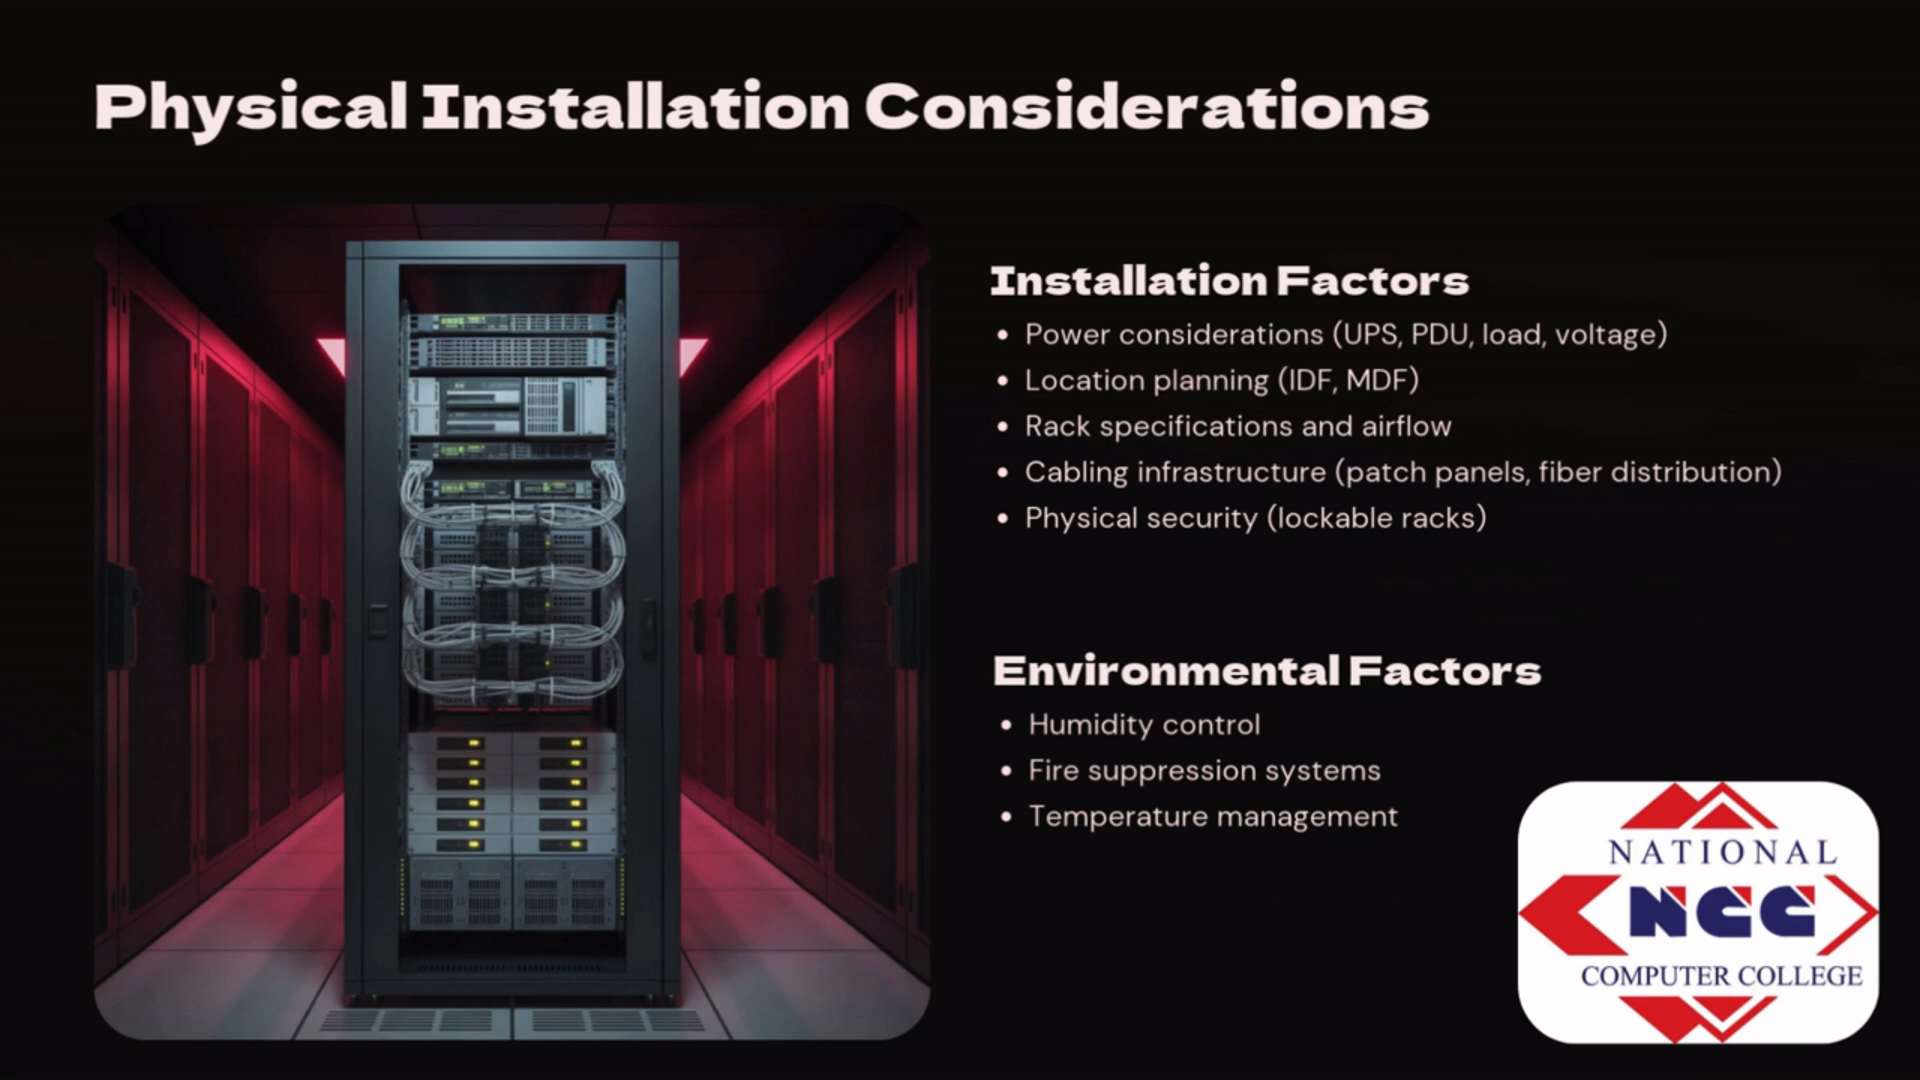 Physical Installation Considerations
Installation Factors
• Power considerations (UPS, PDU, load, voltage)
• Location planning (IDF, MDF)
• Rack specifications and airflow
• Cabling infrastructure (patch panels, fiber distribution)
• Physical security (lockable racks)
Environmental Factors
• Humidity control
• Fire suppression systems
• Temperature management
NATIONAL
NCC
COMPUTER COLLEGE